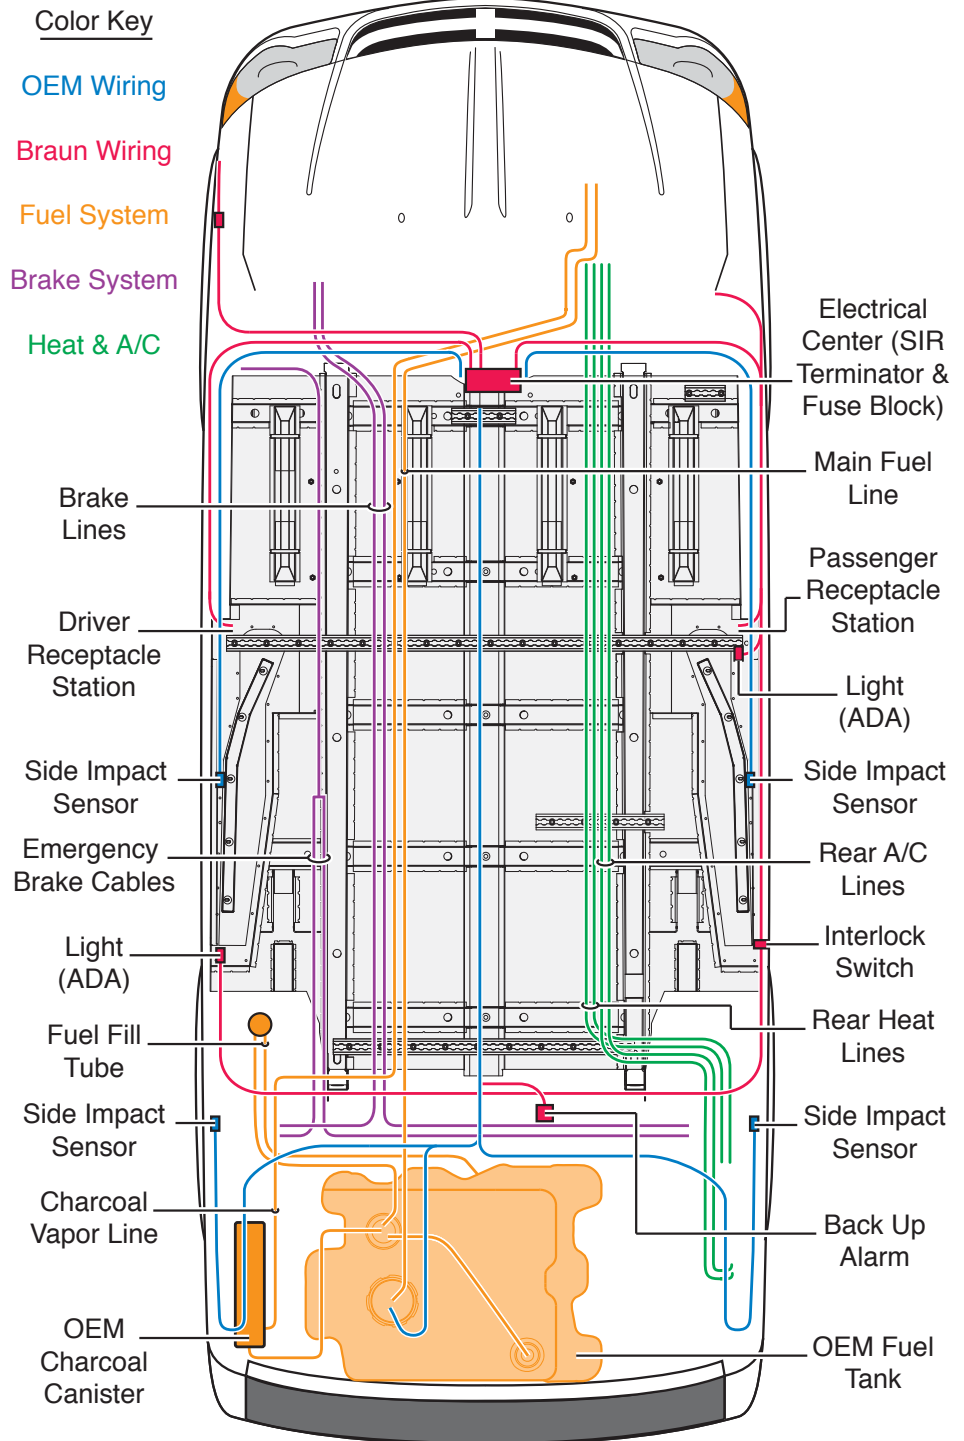 Color Key
OEM Wiring
Braun Wiring
Fuel System
Brake System
Heat & A/C
Electrical
Center (SIR
Terminator &
Fuse Block)
Main Fuel
Line
Brake
Lines
Passenger
Receptacle
Station
Driver
Receptacle
Station
Light
(ADA)
Side Impact
Sensor
Side Impact
Sensor
Emergency
Brake Cables
Rear A/C
Lines
Light
(ADA)
Interlock
Switch
Fuel Fill
Tube
Rear Heat
Lines
Side Impact
Sensor
Side Impact
Sensor
Charcoal
Vapor Line
Back Up
Alarm
OEM
Charcoal
Canister
OEM Fuel
Tank